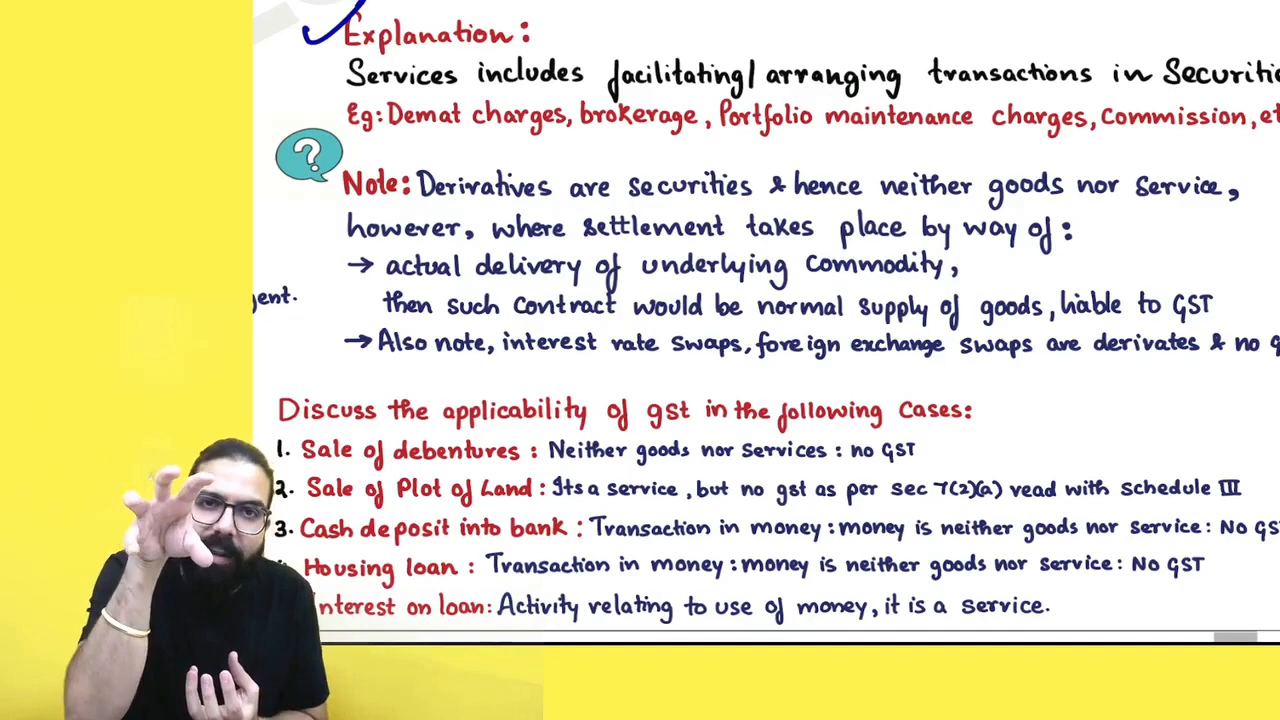 Explanation:
Services includes facilitating/arranging transactions in Securiti
Eg: Demat charges, brokerage, Portfolio maintenance charges, Commission, et
?
Note: Derivatives are securities & hence neither goods nor service,
however, where settlement takes place by way of:
→ actual delivery of underlying Commodity,
gent.
then such Contract would be normal supply of goods, liable to GST
→ Also note, interest rate swaps, foreign exchange swaps are derivates & no g
Discuss the applicability of gst in the following Cases:
1. Sale of debentures: Neither goods nor services: no GST
2. Sale of Plot of Land: Its a service, but no gst as per sec 7(2)(a) read with schedule III
3. Cash deposit into bank: Transaction in money: money is neither goods nor service: No GS
Housing loan: Transaction in money: money is neither goods nor service: No GST
Interest on loan: Activity relating to use of money, it is a service.